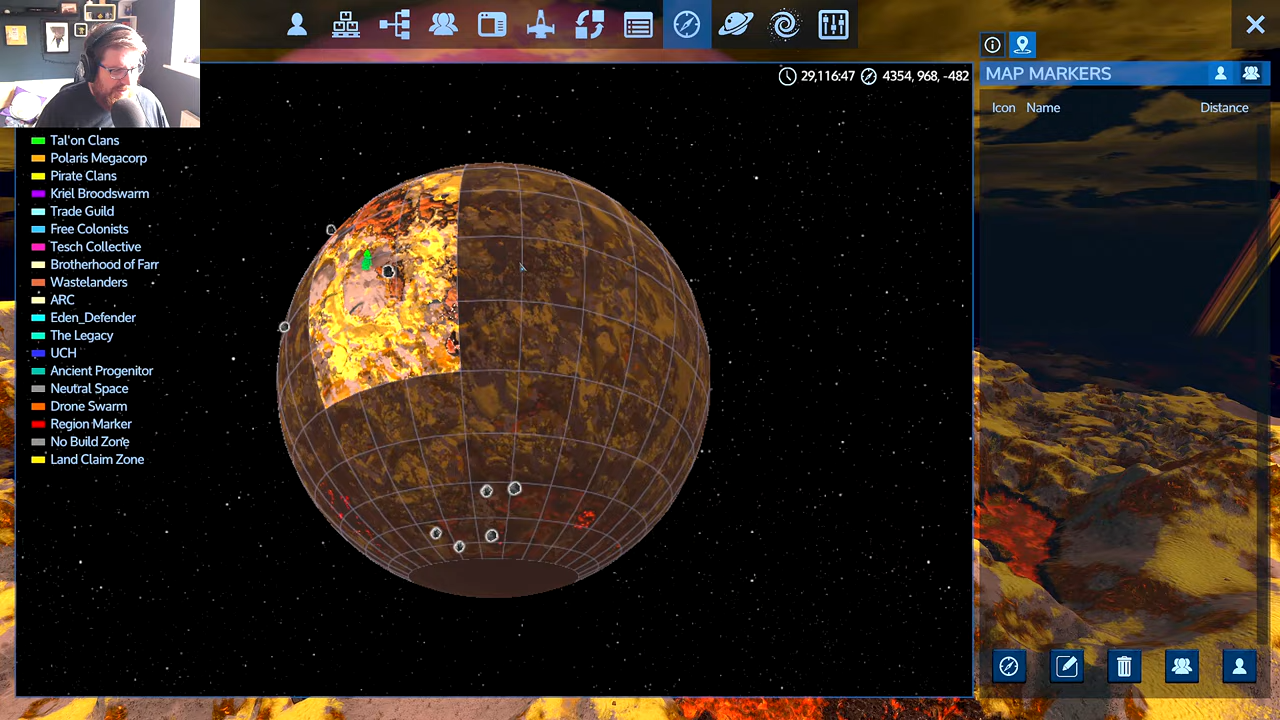 29,116:47 4354, 968, -482
MAP MARKERS
Icon Name Distance
Tal'on Clans
Polaris Megacorp
Pirate Clans
Kriel Broodswarm
Trade Guild
Free Colonists
Tesch Collective
Brotherhood of Farr
Wastelanders
ARC
Eden_Defender
The Legacy
UCH
Ancient Progenitor
Neutral Space
Drone Swarm
Region Marker
No Build Zone
Land Claim Zone